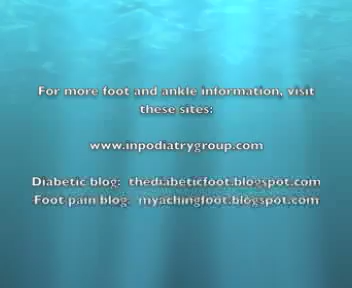 For more foot and ankle information, visit
these sites:
www.inpodiatrygroup.com
Diabetic blog: thediabeticfoot.blogspot.com
Foot pain blog: myachingfoot.blogspot.com